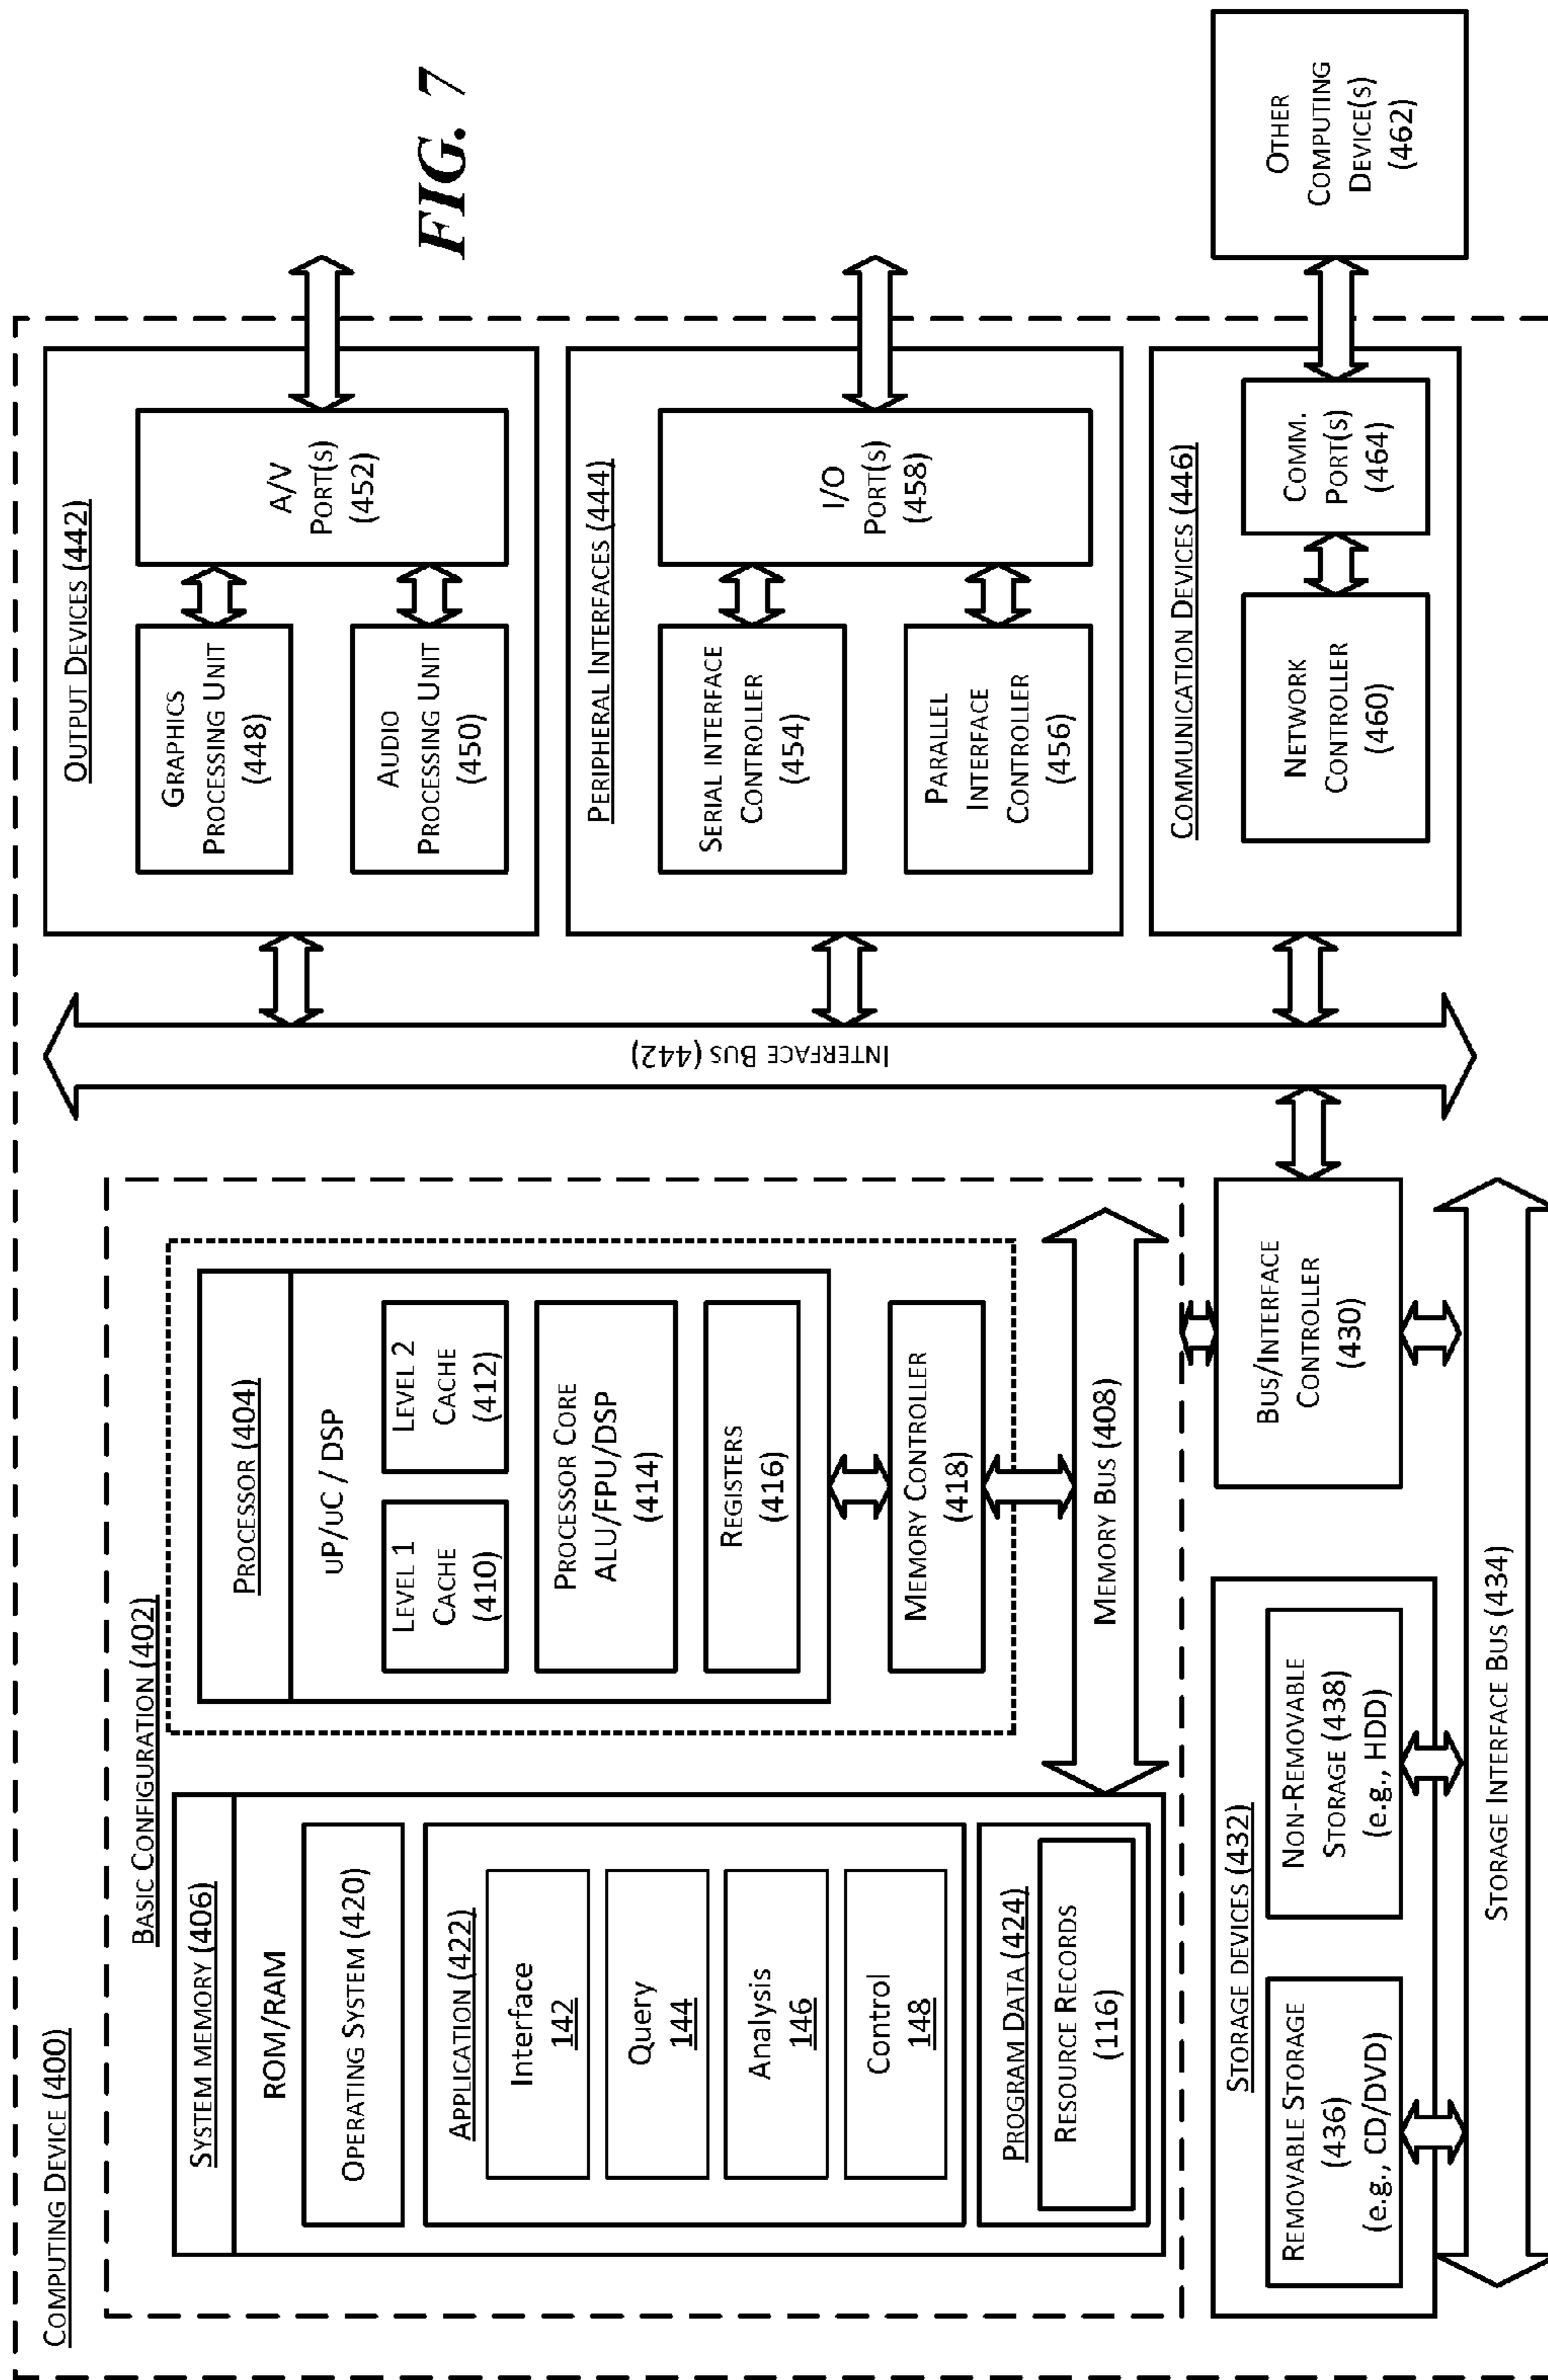 COMPUTING DEVICE (400)
BASIC CONFIGURATION (402)
SYSTEM MEMORY (406)
ROM/RAM
OPERATING SYSTEM (420)
APPLICATION (422)
Interface
142
Query
144
Analysis
146
Control
148
PROGRAM DATA (424)
RESOURCE RECORDS
(116)
PROCESSOR (404)
uP/uC / DSP
LEVEL 1
CACHE
(410)
LEVEL 2
CACHE
(412)
PROCESSOR CORE
ALU/FPU/DSP
(414)
REGISTERS
(416)
MEMORY CONTROLLER
(418)
MEMORY BUS (408)
BUS/INTERFACE
CONTROLLER
(430)
STORAGE DEVICES (432)
REMOVABLE STORAGE
(436)
(e.g., CD/DVD)
NON-REMOVABLE
STORAGE (438)
(e.g., HDD)
STORAGE INTERFACE BUS (434)
INTERFACE BUS (442)
OUTPUT DEVICES (442)
GRAPHICS
PROCESSING UNIT
(448)
AUDIO
PROCESSING UNIT
(450)
A/V
PORT(S)
(452)
PERIPHERAL INTERFACES (444)
SERIAL INTERFACE
CONTROLLER
(454)
PARALLEL
INTERFACE
CONTROLLER
(456)
I/O
PORT(S)
(458)
COMMUNICATION DEVICES (446)
NETWORK
CONTROLLER
(460)
COMM.
PORT(S)
(464)
OTHER
COMPUTING
DEVICE(S)
(462)
FIG. 7